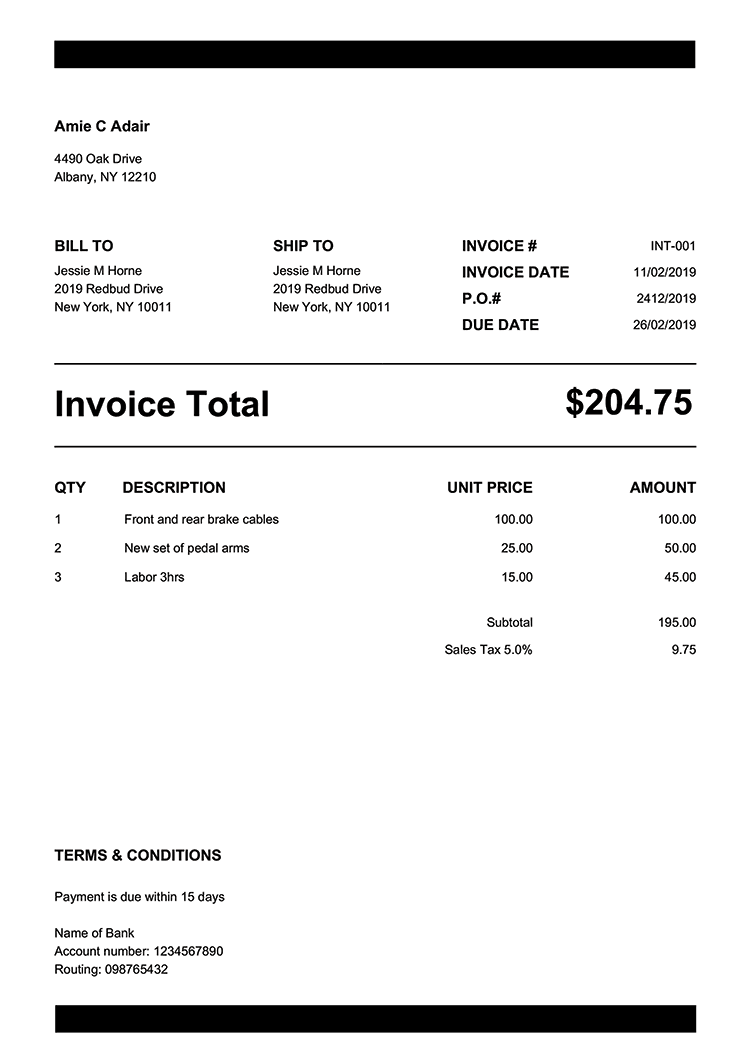 Amie C Adair
4490 Oak Drive
Albany, NY 12210
BILL TO
Jessie M Horne
2019 Redbud Drive
New York, NY 10011
SHIP TO
Jessie M Horne
2019 Redbud Drive
New York, NY 10011
INVOICE # INT-001
INVOICE DATE 11/02/2019
P.O.# 2412/2019
DUE DATE 26/02/2019
Invoice Total $204.75
QTY DESCRIPTION UNIT PRICE AMOUNT
1 Front and rear brake cables 100.00 100.00
2 New set of pedal arms 25.00 50.00
3 Labor 3hrs 15.00 45.00
Subtotal 195.00
Sales Tax 5.0% 9.75
TERMS & CONDITIONS
Payment is due within 15 days
Name of Bank
Account number: 1234567890
Routing: 098765432